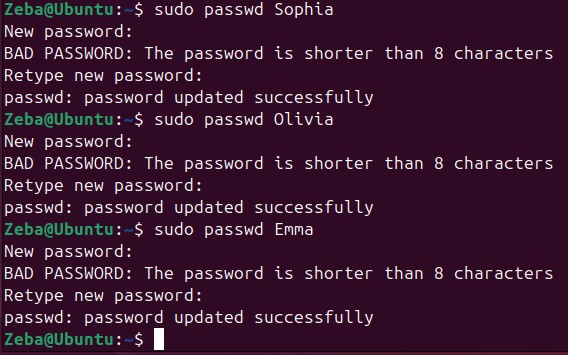 Zeba@Ubuntu:~$ sudo passwd Sophia
New password:
BAD PASSWORD: The password is shorter than 8 characters
Retype new password:
passwd: password updated successfully
Zeba@Ubuntu:~$ sudo passwd Olivia
New password:
BAD PASSWORD: The password is shorter than 8 characters
Retype new password:
passwd: password updated successfully
Zeba@Ubuntu:~$ sudo passwd Emma
New password:
BAD PASSWORD: The password is shorter than 8 characters
Retype new password:
passwd: password updated successfully
Zeba@Ubuntu:~$